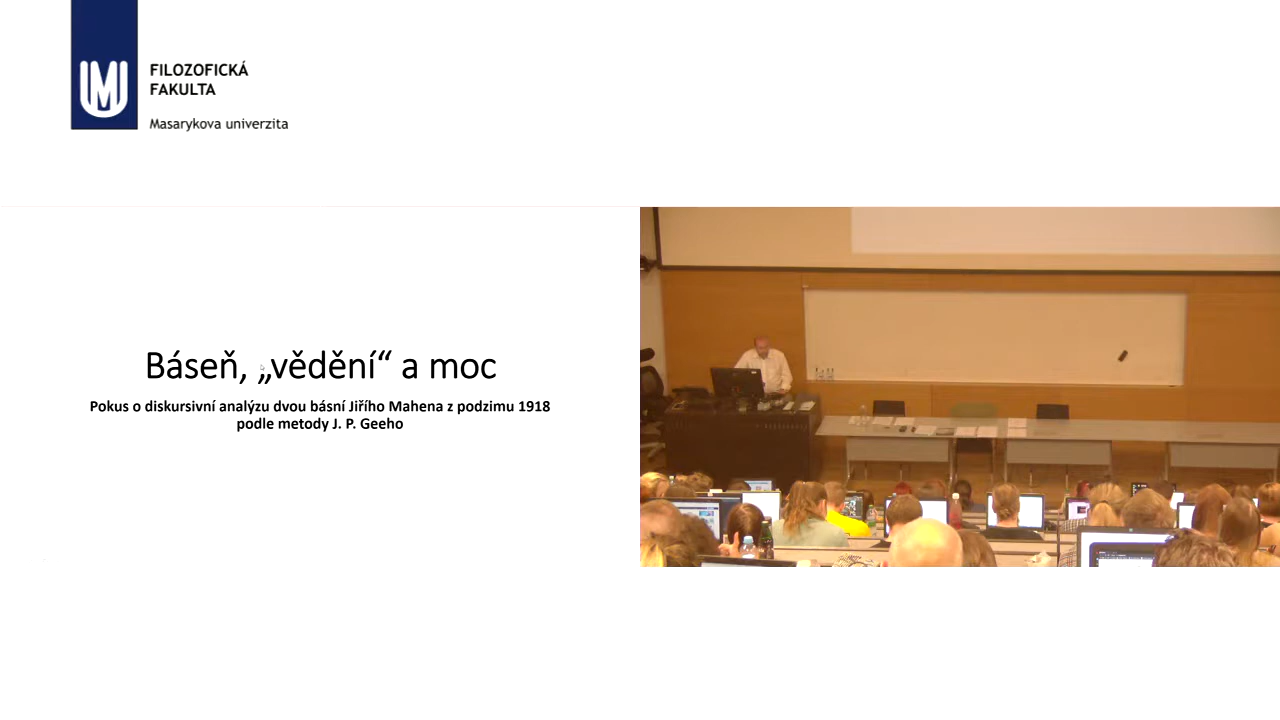 FILOZOFICKÁ
FAKULTA
Masarykova univerzita
Báseň, „vědění“ a moc
Pokus o diskursivní analýzu dvou básní Jiřího Mahena z podzimu 1918
podle metody J. P. Geeho